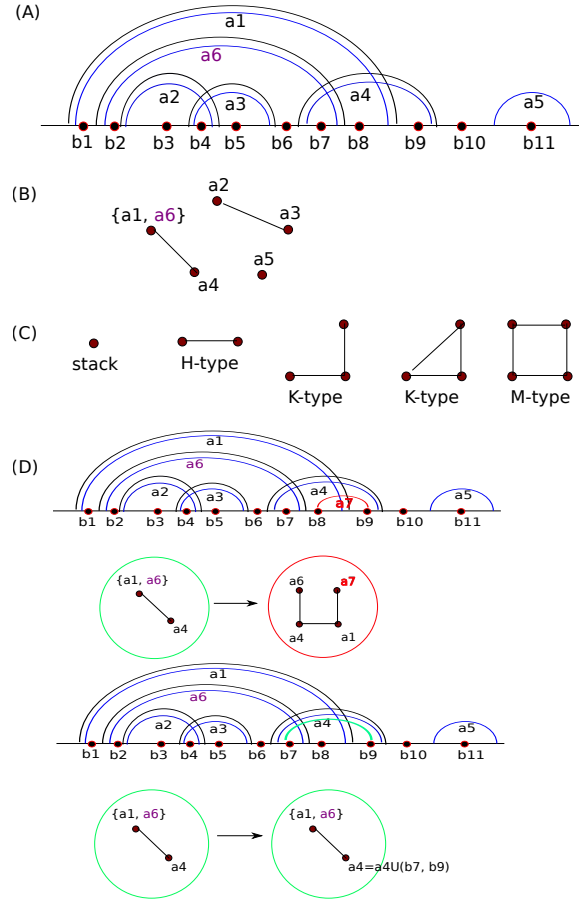 (A)
a1
a6
a2
a3
a4
a5
b1 b2 b3 b4 b5 b6 b7 b8 b9 b10 b11
(B)
a2
{a1, a6}
a3
a5
a4
(C)
stack
H-type
K-type
K-type
M-type
(D)
a1
a6
a2
a3
a4
a7
a5
b1 b2 b3 b4 b5 b6 b7 b8 b9 b10 b11
{a1, a6}
a4
a6
a7
a4
a1
a1
a6
a2
a3
a4
a5
b1 b2 b3 b4 b5 b6 b7 b8 b9 b10 b11
{a1, a6}
a4
{a1, a6}
a4=a4U(b7, b9)